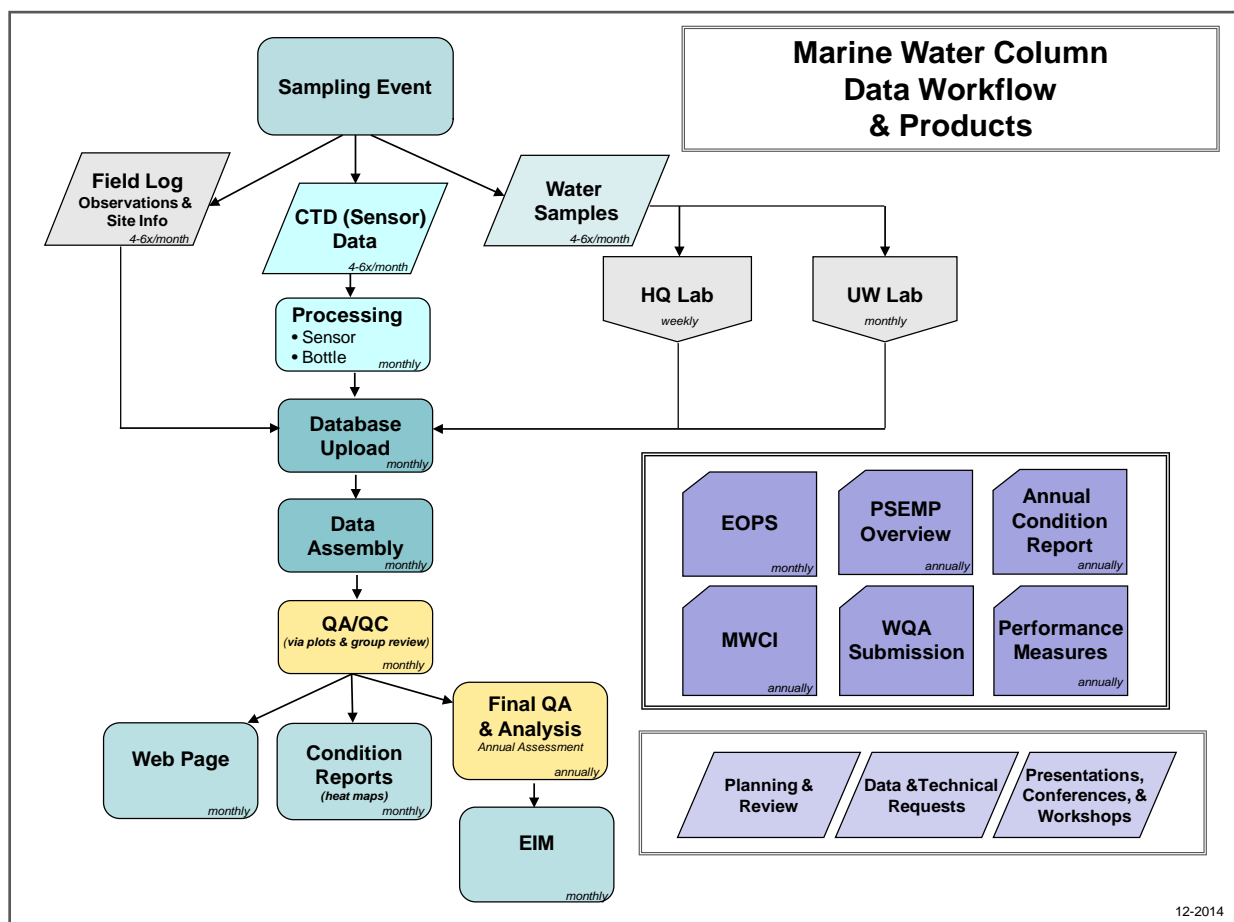 Marine Water Column
Data Workflow
& Products
Sampling Event
Field Log
Observations &
Site Info
4-6x/month
CTD (Sensor)
Data
4-6x/month
Water
Samples
4-6x/month
HQ Lab
weekly
UW Lab
monthly
Processing
• Sensor
• Bottle
monthly
Database
Upload
monthly
Data
Assembly
monthly
QA/QC
(via plots & group review)
monthly
Web Page
monthly
Condition
Reports
(heat maps)
monthly
Final QA
& Analysis
Annual Assessment
annually
EIM
monthly
EOPS
monthly
PSEMP
Overview
annually
Annual
Condition
Report
annually
MWCI
annually
WQA
Submission
Performance
Measures
annually
Planning &
Review
Data &Technical
Requests
Presentations,
Conferences, &
Workshops
12-2014